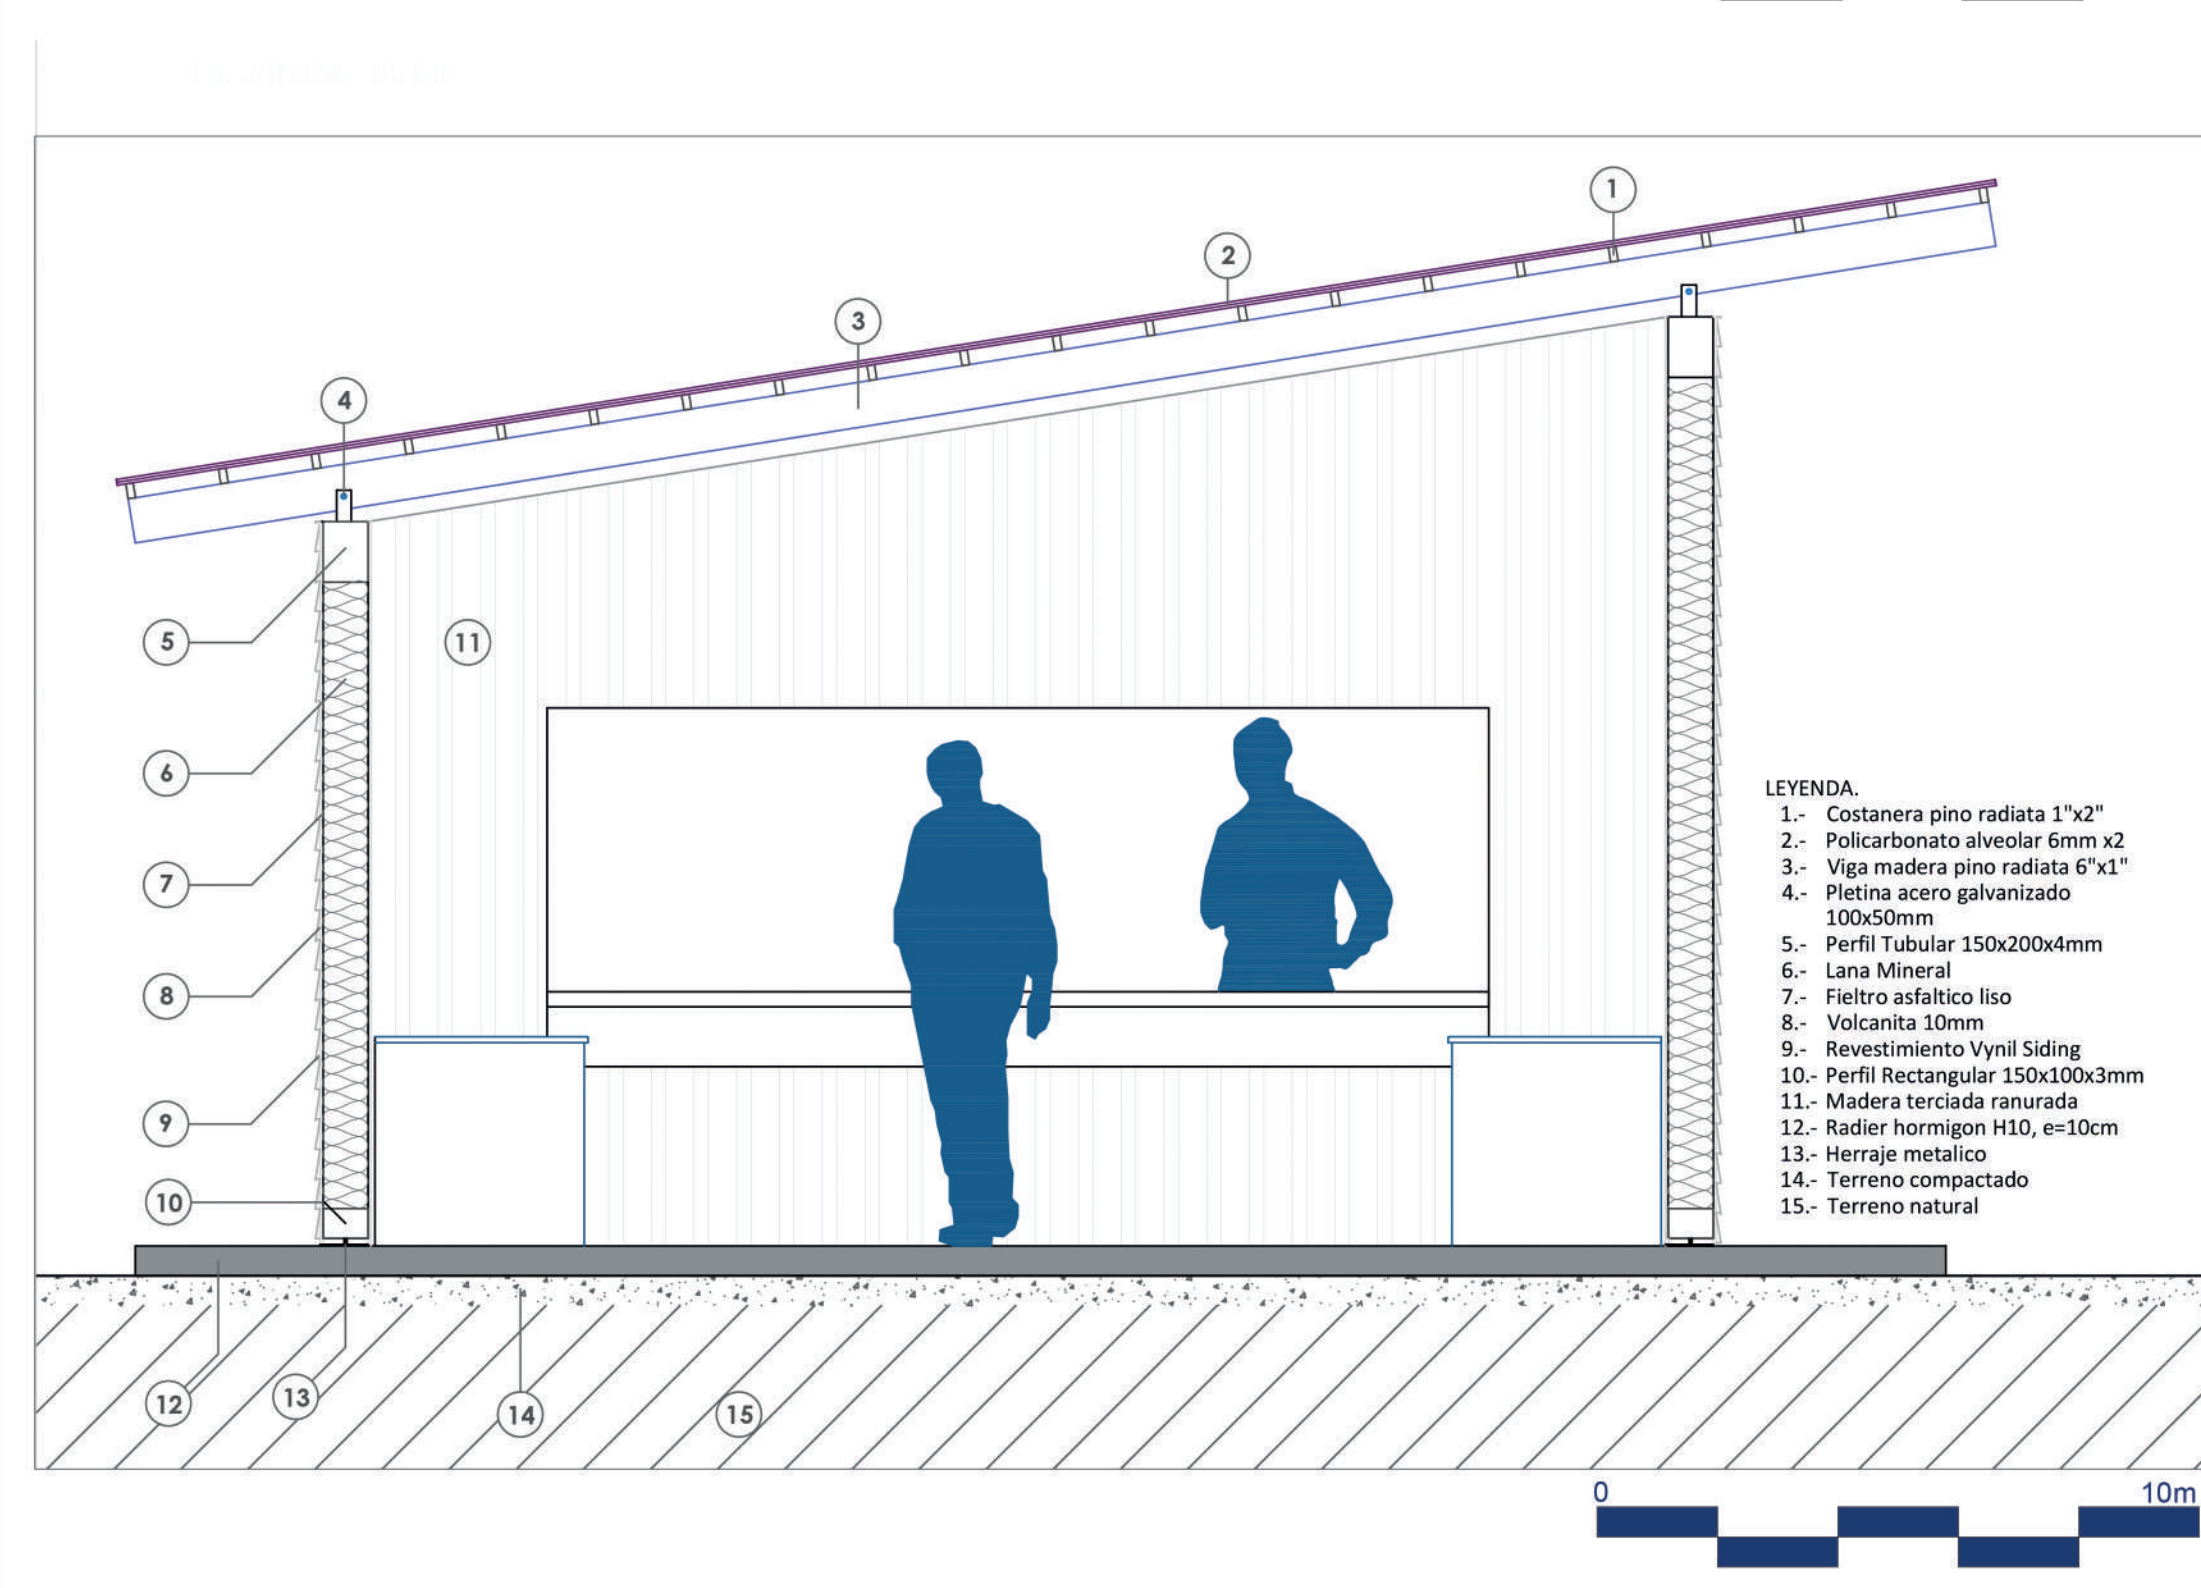 1
2
3
4
5
11
6
7
8
9
10
LEYENDA.
1.- Costanera pino radiata 1"x2"
2.- Policarbonato alveolar 6mm x2
3.- Viga madera pino radiata 6"x1"
4.- Pletina acero galvanizado
100x50mm
5.- Perfil Tubular 150x200x4mm
6.- Lana Mineral
7.- Fieltro asfaltico liso
8.- Volcanita 10mm
9.- Revestimiento Vynil Siding
10.- Perfil Rectangular 150x100x3mm
11.- Madera terciada ranurada
12.- Radier hormigon H10, e=10cm
13.- Herraje metalico
14.- Terreno compactado
15.- Terreno natural
12
13
14
15
0 10m